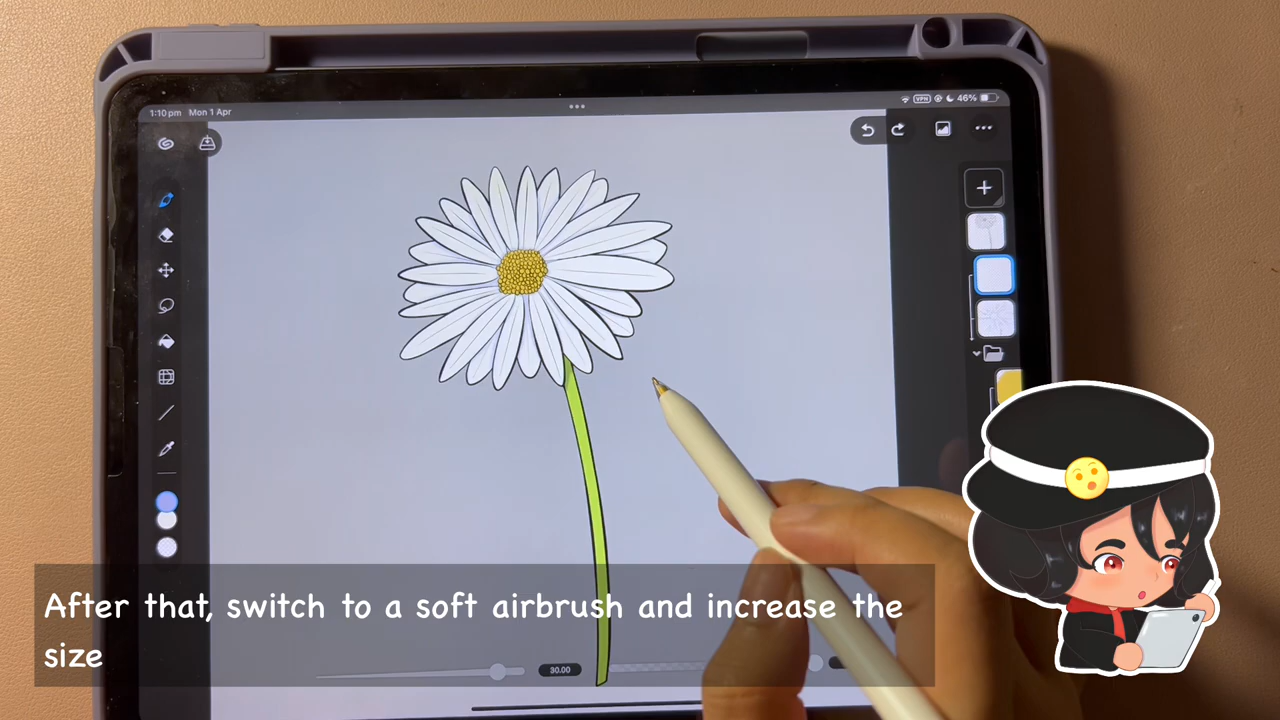 1:10 pm Mon 1 Apr
VPN 46%
After that, switch to a soft airbrush and increase the
size
30.00